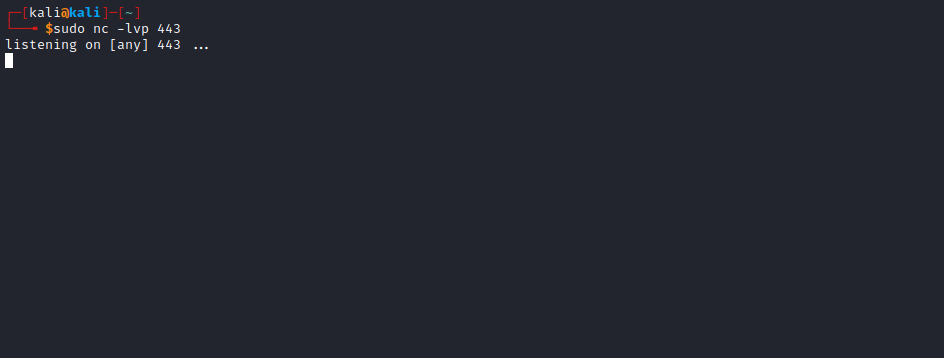 ┌─[kali@kali]─[~]
└──╼ $sudo nc -lvp 443
listening on [any] 443 ...